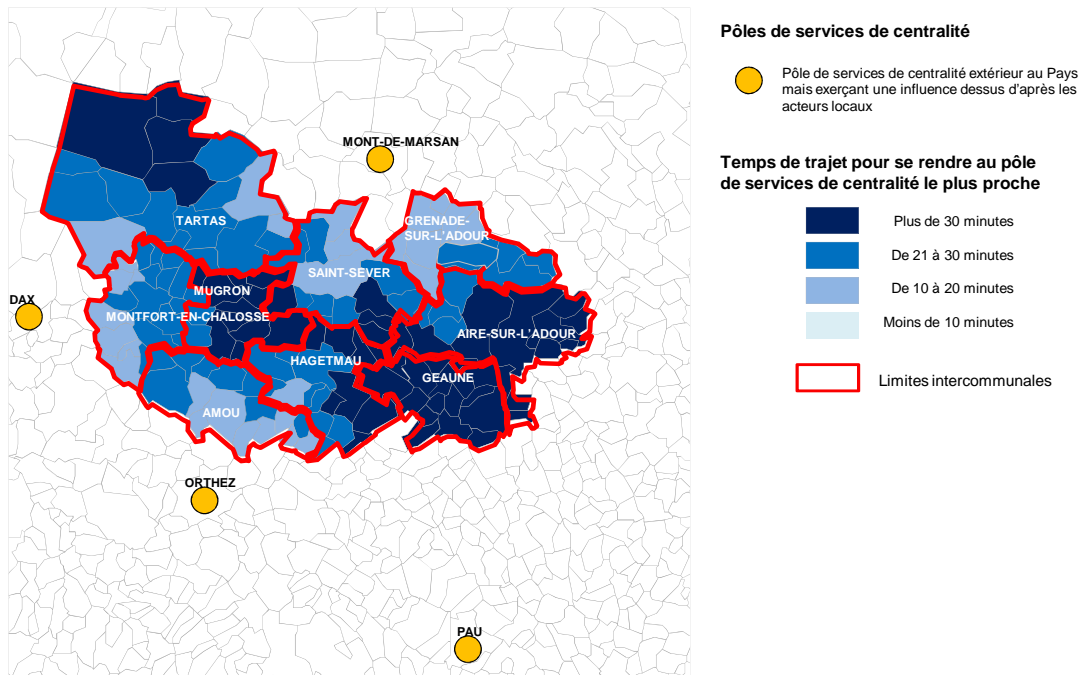 Pôles de services de centralité
Pôle de services de centralité extérieur au Pays
mais exerçant une influence dessus d'après les
acteurs locaux
Temps de trajet pour se rendre au pôle
de services de centralité le plus proche
Plus de 30 minutes
De 21 à 30 minutes
De 10 à 20 minutes
Moins de 10 minutes
Limites intercommunales
MONT-DE-MARSAN
TARTAS
GRENADE-
SUR-L'ADOUR
SAINT-SEVER
MUGRON
DAX
MONTFORT-EN-CHALOSSE
AIRE-SUR-L'ADOUR
HAGETMAU
GEAUNE
AMOU
ORTHEZ
PAU